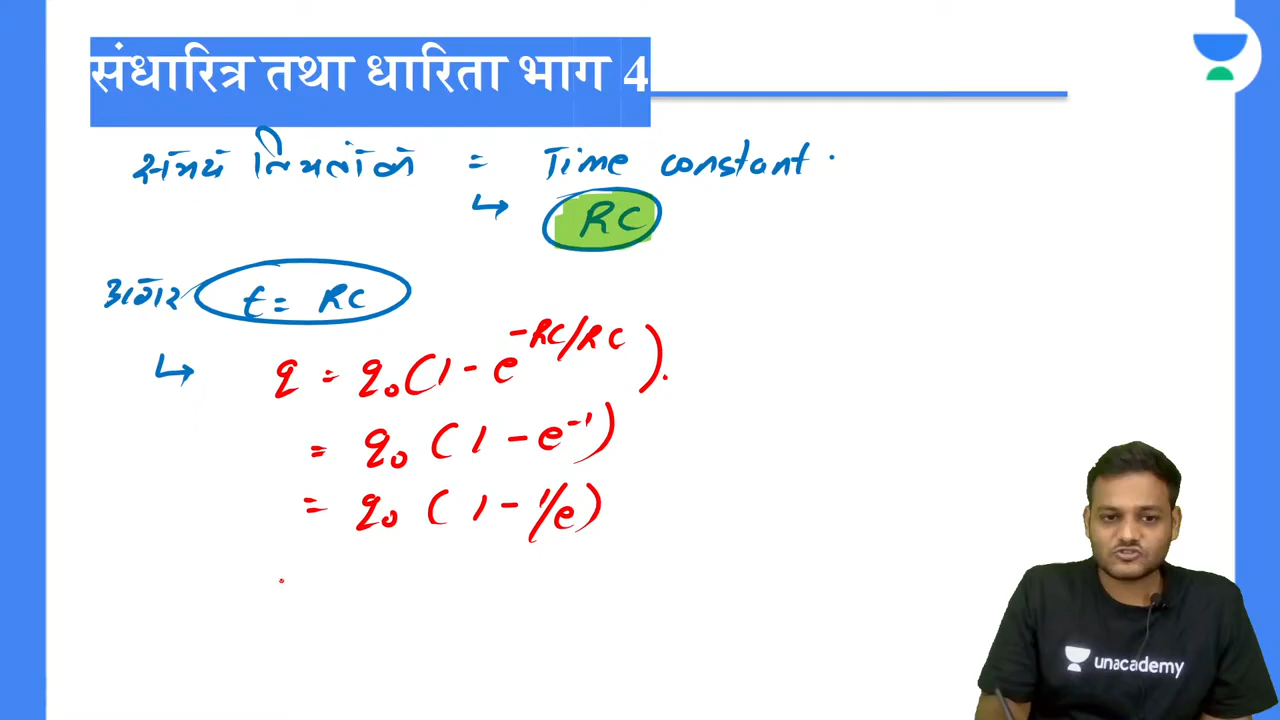 संधारित्र तथा धारिता भाग 4
समय नियतांक = Time constant.
↳ RC
अगर t = RC
↳ q = q₀(1 - e^-RC/RC).
= q₀(1 - e⁻¹)
= q₀(1 - 1/e)
unacademy